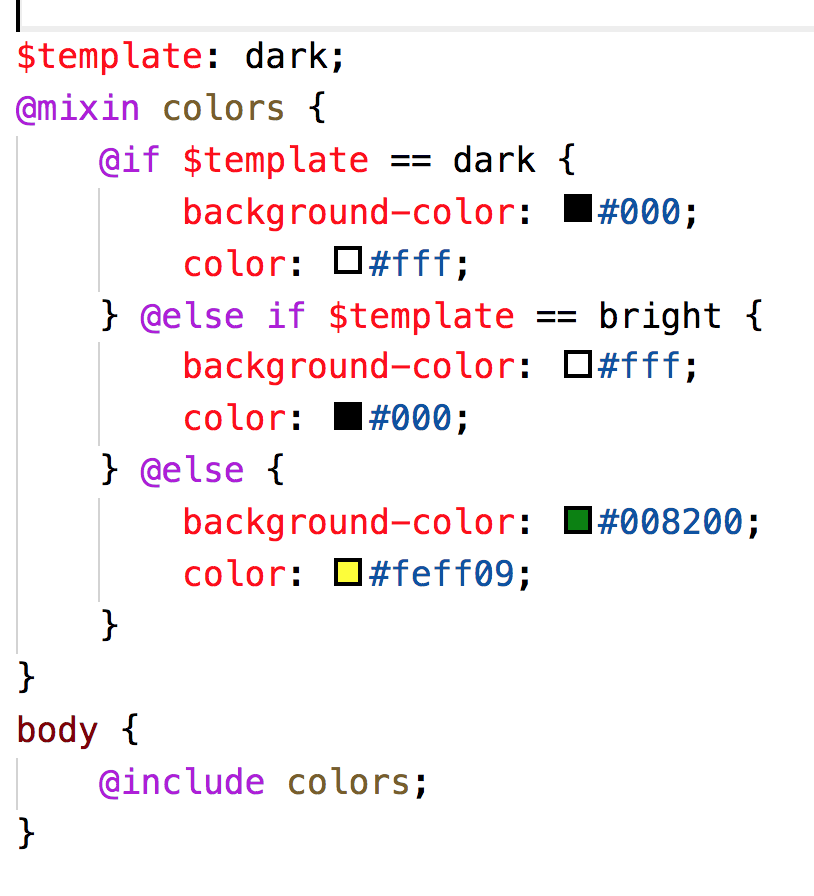 $template: dark;
@mixin colors {
    @if $template == dark {
        background-color: #000;
        color: #fff;
    } @else if $template == bright {
        background-color: #fff;
        color: #000;
    } @else {
        background-color: #008200;
        color: #feff09;
    }
}
body {
    @include colors;
}